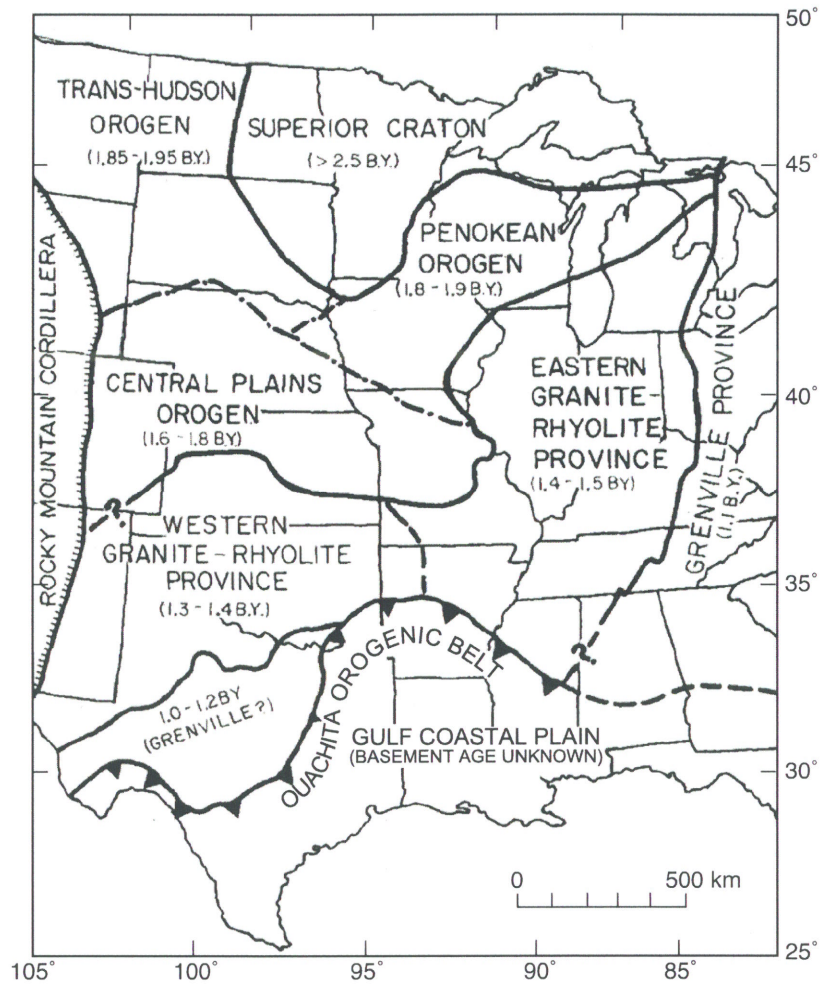 50°
TRANS-HUDSON
OROGEN
(1.85-1.95 B.Y.)
SUPERIOR CRATON
(> 2.5 B.Y.)
45°
PENOKEAN
OROGEN
(1.8-1.9 B.Y.)
ROCKY MOUNTAIN CORDILLERA
CENTRAL PLAINS
OROGEN
(1.6-1.8 B.Y.)
EASTERN
GRANITE-
RHYOLITE
PROVINCE
(1.4-1.5 BY)
GRENVILLE PROVINCE
(1.1 B.Y.)
40°
?
WESTERN
GRANITE-RHYOLITE
PROVINCE
(1.3-1.4 B.Y.)
35°
?
1.0-1.2BY
(GRENVILLE?)
OUACHITA OROGENIC BELT
GULF COASTAL PLAIN
(BASEMENT AGE UNKNOWN)
30°
0 500 km
25°
105° 100° 95° 90° 85°